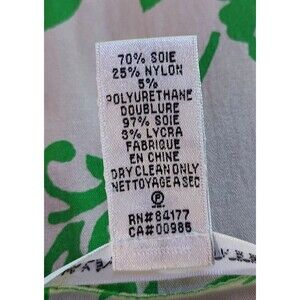 70% SOIE
25% NYLON
5%
POLYURETHANE
DOUBLURE
97% SOIE
3% LYCRA
FABRIQUE
EN CHINE
DRY CLEAN ONLY
NETTOYAGE A SEC
P
RN#84177
CA#00985